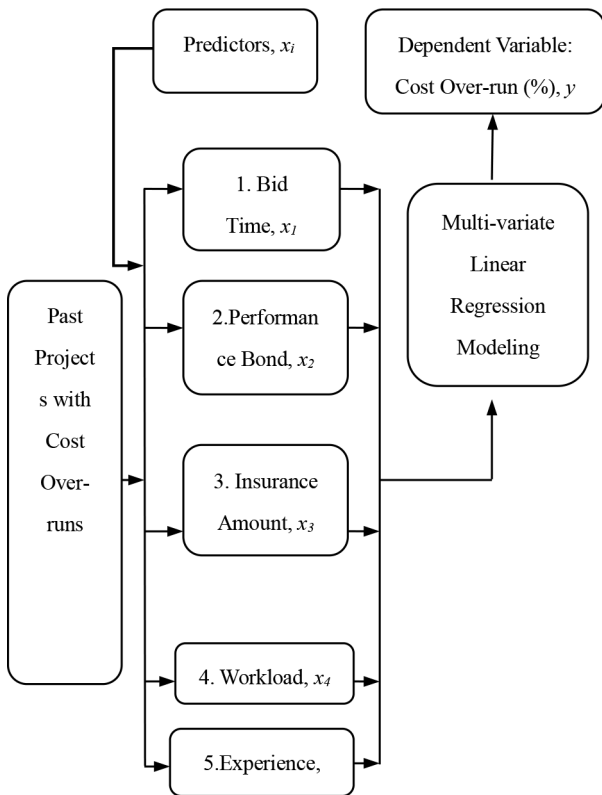 Predictors, xi
Dependent Variable:
Cost Over-run (%), y
1. Bid
Time, x1
Multi-variate
Linear
Regression
Modeling
Past
Project
s with
Cost
Over-
runs
2.Performan
ce Bond, x2
3. Insurance
Amount, x3
4. Workload, x4
5.Experience,